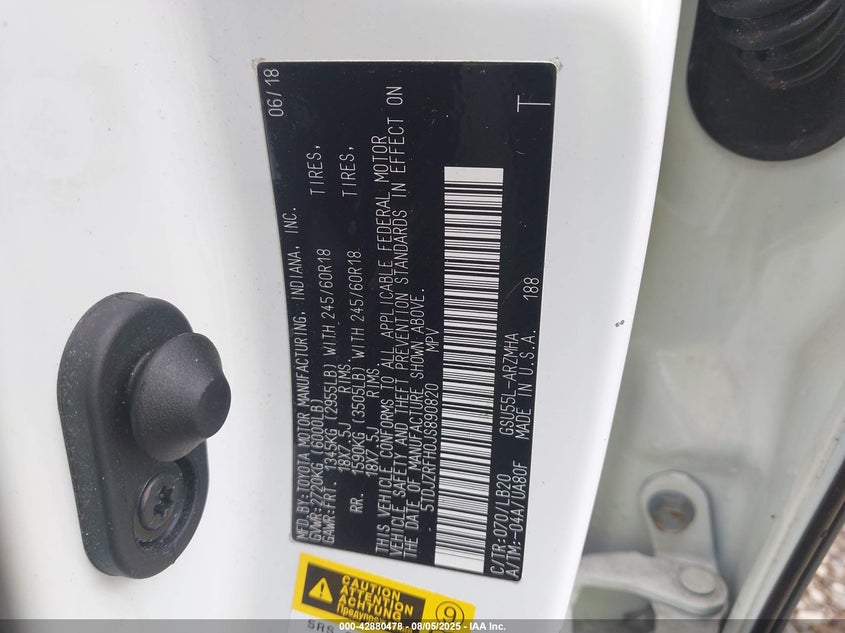 06/18
MFD. BY: TOYOTA MOTOR MANUFACTURING, INDIANA, INC.
GVWR: 2720KG (6000LB)
GAWR: FRT. 1345KG (2955LB) WITH 245/60R18 TIRES,
18X7.5J RIMS,
RR. 1590KG (3505LB) WITH 245/60R18 TIRES,
18X7.5J RIMS,
THIS VEHICLE CONFORMS TO ALL APPLICABLE FEDERAL MOTOR
VEHICLE SAFETY AND THEFT PREVENTION STANDARDS IN EFFECT ON
THE DATE OF MANUFACTURE SHOWN ABOVE.
5TDJZRFH0JS890820 MPV
T
C/TR: 070/LB20 GSU55L-ARZMHA
A/TM: -04A/UA80F MADE IN U.S.A. 188
CAUTION
ATTENTION
ACHTUNG
SRS
000-42880478 - 08/05/2025 - IAA Inc.